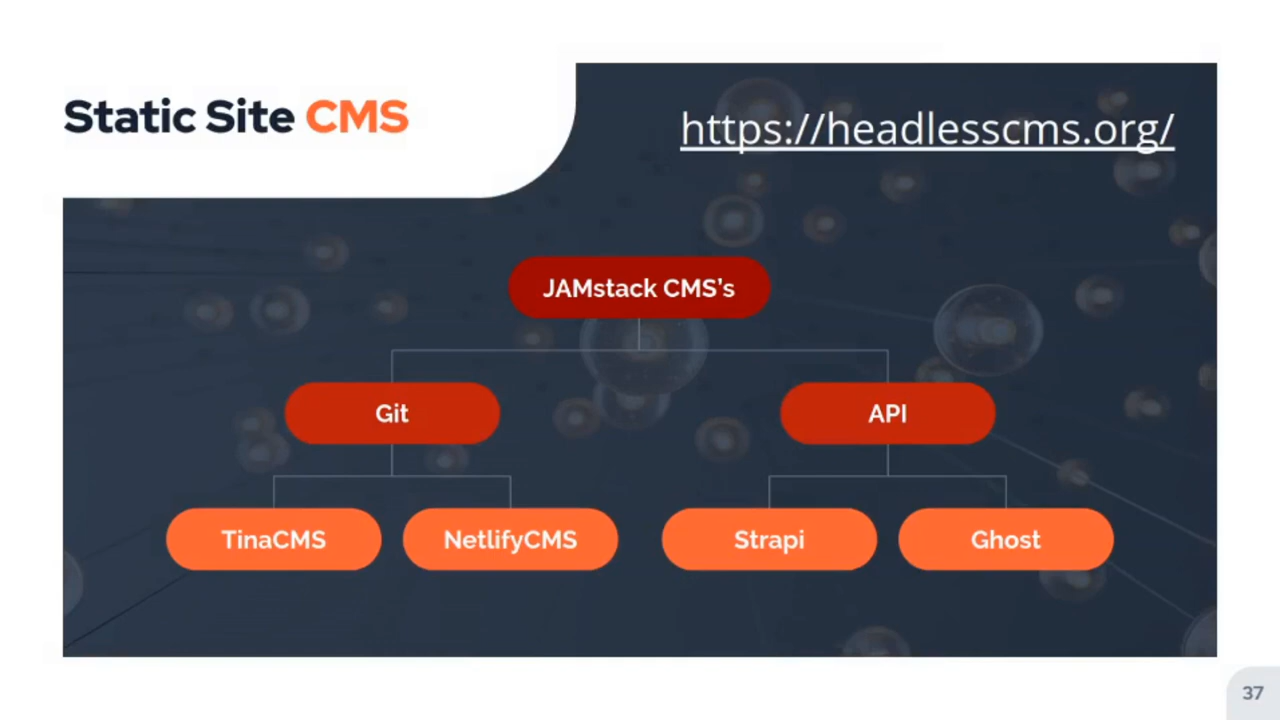 Static Site CMS
https://headlesscms.org/
JAMstack CMS’s
Git
API
TinaCMS
NetlifyCMS
Strapi
Ghost
37